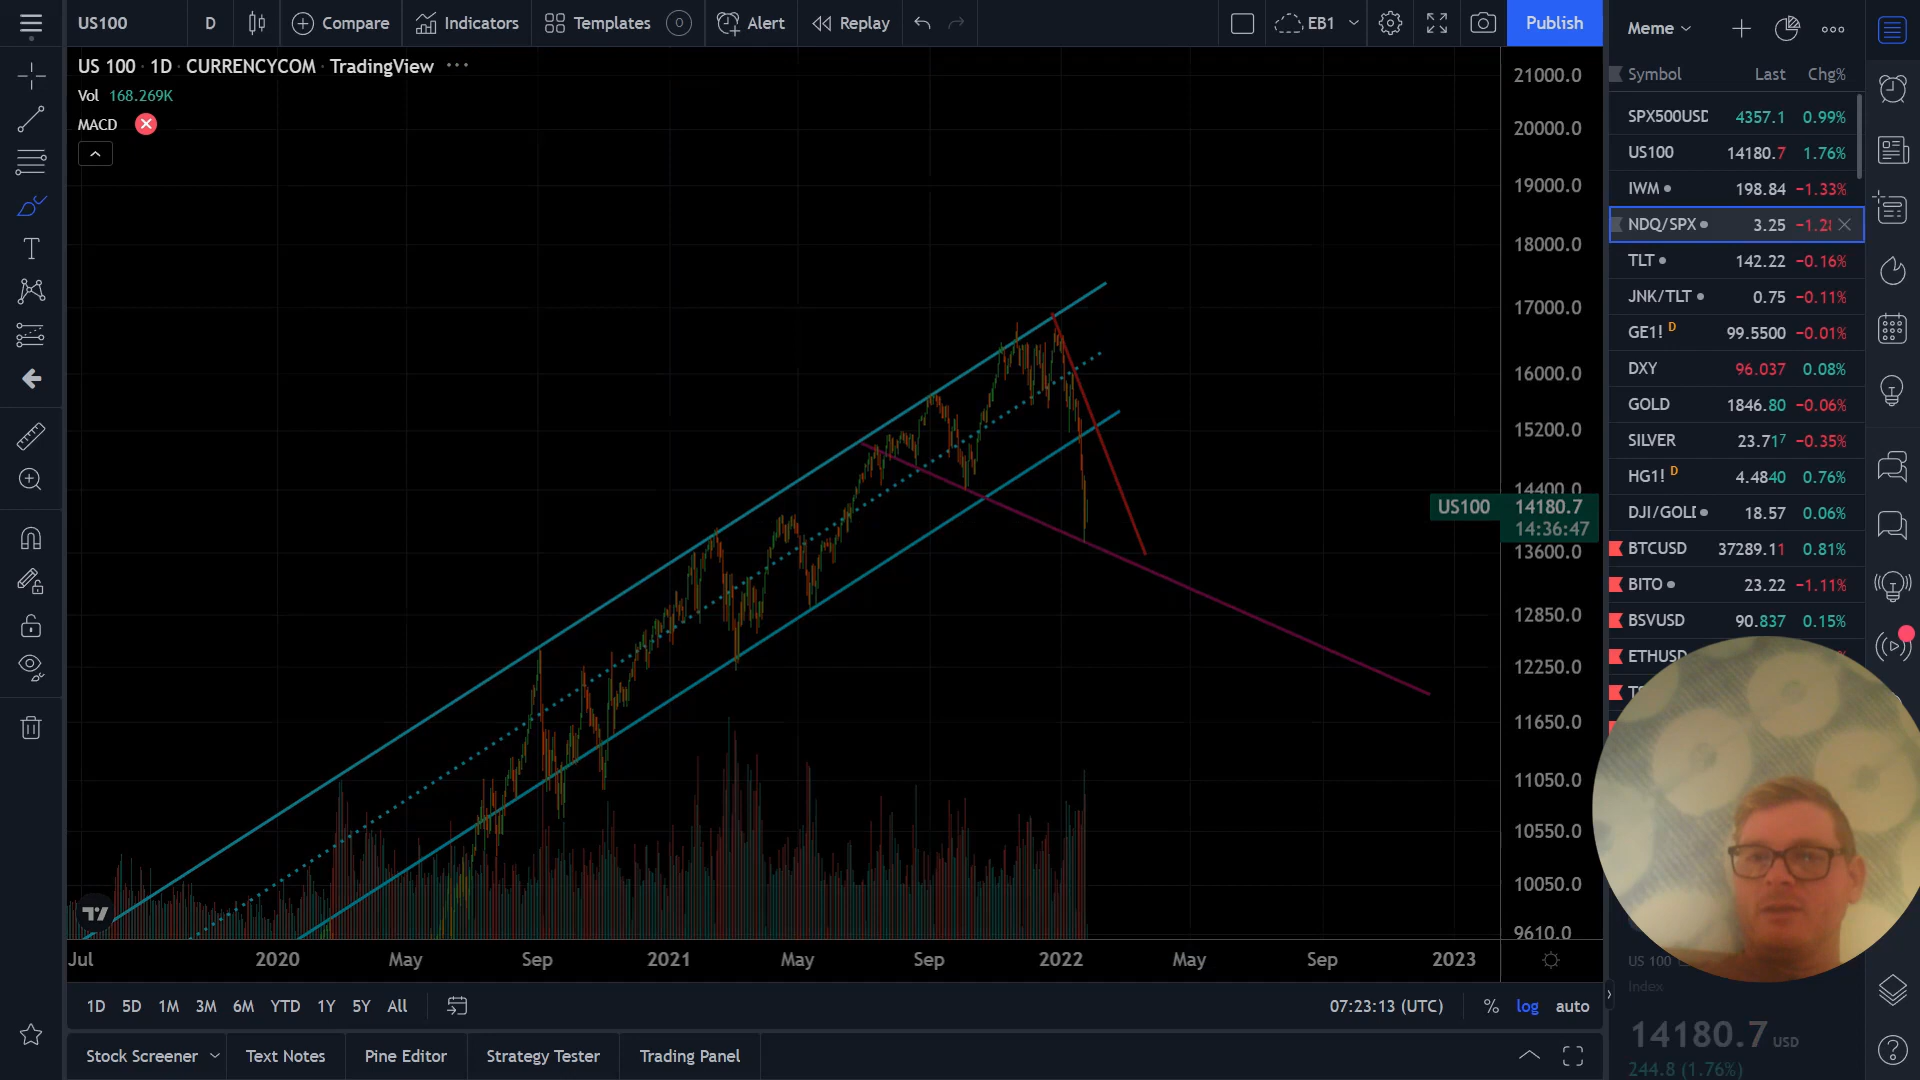 US100
D
Compare
Indicators
Templates
Alert
Replay
EB1
Publish
Meme
US 100 · 1D · CURRENCYCOM · TradingView ···
Vol 168.269K
MACD
Symbol Last Chg%
SPX500USD 4357.1 0.99%
US100 14180.7 1.76%
IWM 198.84 −1.33%
NDQ/SPX 3.25
TLT 142.22 −0.16%
JNK/TLT 0.75 −0.11%
GE1! D 99.5500 −0.01%
DXY 96.037 0.08%
GOLD 1846.80 −0.06%
SILVER 23.717 −0.35%
HG1! D 4.4840 0.76%
DJI/GOLD 18.57 0.06%
BTCUSD 37289.11 0.81%
BITO 23.22 −1.11%
BSVUSD 90.837 0.15%
ETHUSD
21000.0
20000.0
19000.0
18000.0
17000.0
16000.0
15200.0
14400.0
US100 14180.7
14:36:47
13600.0
12850.0
12250.0
11650.0
11050.0
10550.0
10050.0
9610.0
Jul 2020 May Sep 2021 May Sep 2022 May Sep 2023
1D 5D 1M 3M 6M YTD 1Y 5Y All
07:23:13 (UTC) % log auto
Stock Screener Text Notes Pine Editor Strategy Tester Trading Panel
US 100
Index
14180.7 USD
244.8 (1.76%)